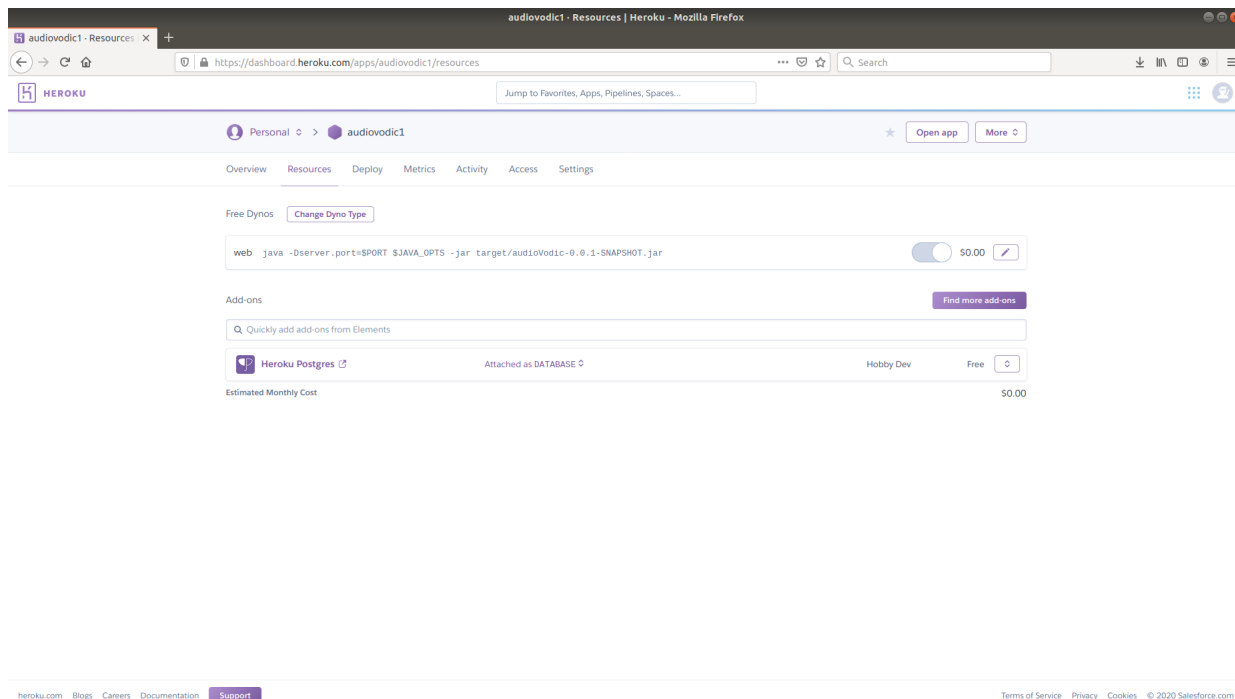 audiovodic1 · Resources | Heroku - Mozilla Firefox
audiovodic1 · Resources
https://dashboard.heroku.com/apps/audiovodic1/resources
Search
HEROKU
Jump to Favorites, Apps, Pipelines, Spaces...
Personal > audiovodic1
Open app
More
Overview Resources Deploy Metrics Activity Access Settings
Free Dynos Change Dyno Type
web java -Dserver.port=$PORT $JAVA_OPTS -jar target/audioVodic-0.0.1-SNAPSHOT.jar $0.00
Add-ons Find more add-ons
Quickly add add-ons from Elements
Heroku Postgres Attached as DATABASE Hobby Dev Free
Estimated Monthly Cost $0.00
heroku.com Blogs Careers Documentation Support Terms of Service Privacy Cookies © 2020 Salesforce.com